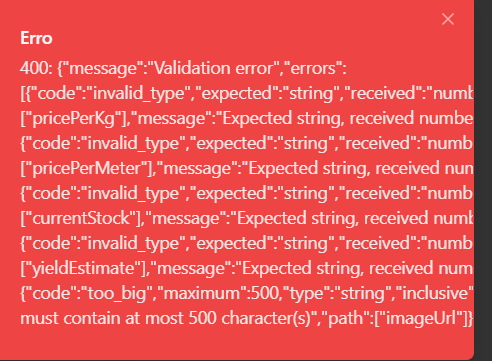 Erro
400: {"message":"Validation error","errors":
[{"code":"invalid_type","expected":"string","received":"numb
["pricePerKg"],"message":"Expected string, received numbe
{"code":"invalid_type","expected":"string","received":"numb
["pricePerMeter"],"message":"Expected string, received num
{"code":"invalid_type","expected":"string","received":"numb
["currentStock"],"message":"Expected string, received numb
{"code":"invalid_type","expected":"string","received":"numb
["yieldEstimate"],"message":"Expected string, received num
{"code":"too_big","maximum":500,"type":"string","inclusive"
must contain at most 500 character(s)","path":["imageUrl"]}